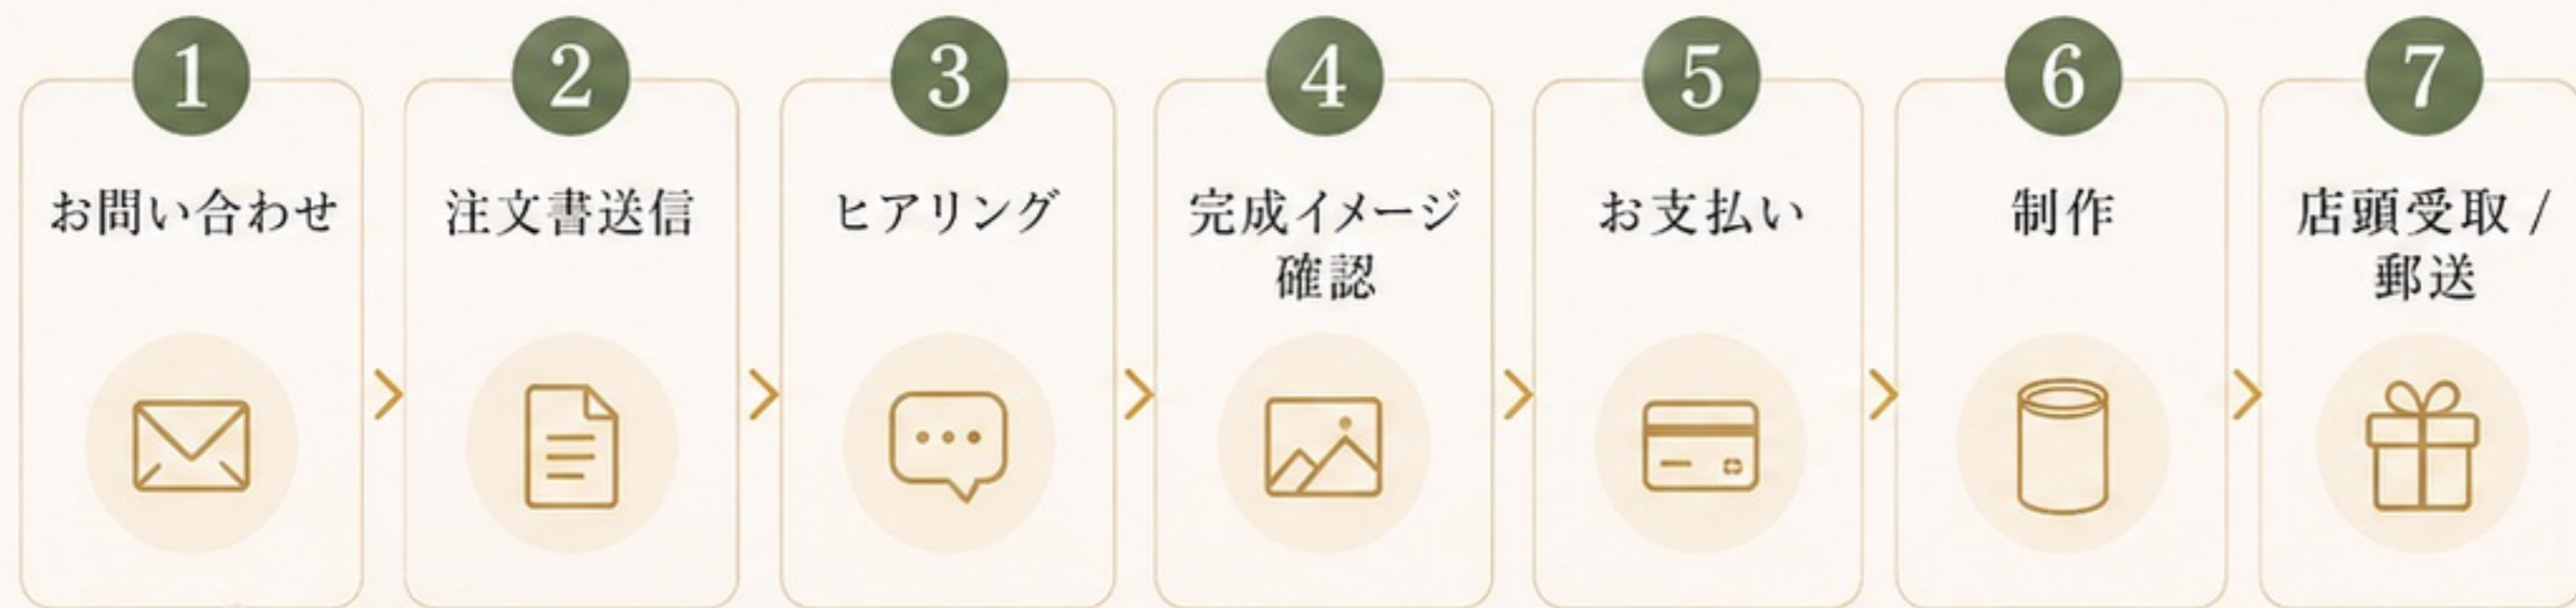 1
お問い合わせ
2
注文書送信
3
ヒアリング
4
完成イメージ
確認
5
お支払い
6
制作
7
店頭受取 /
郵送